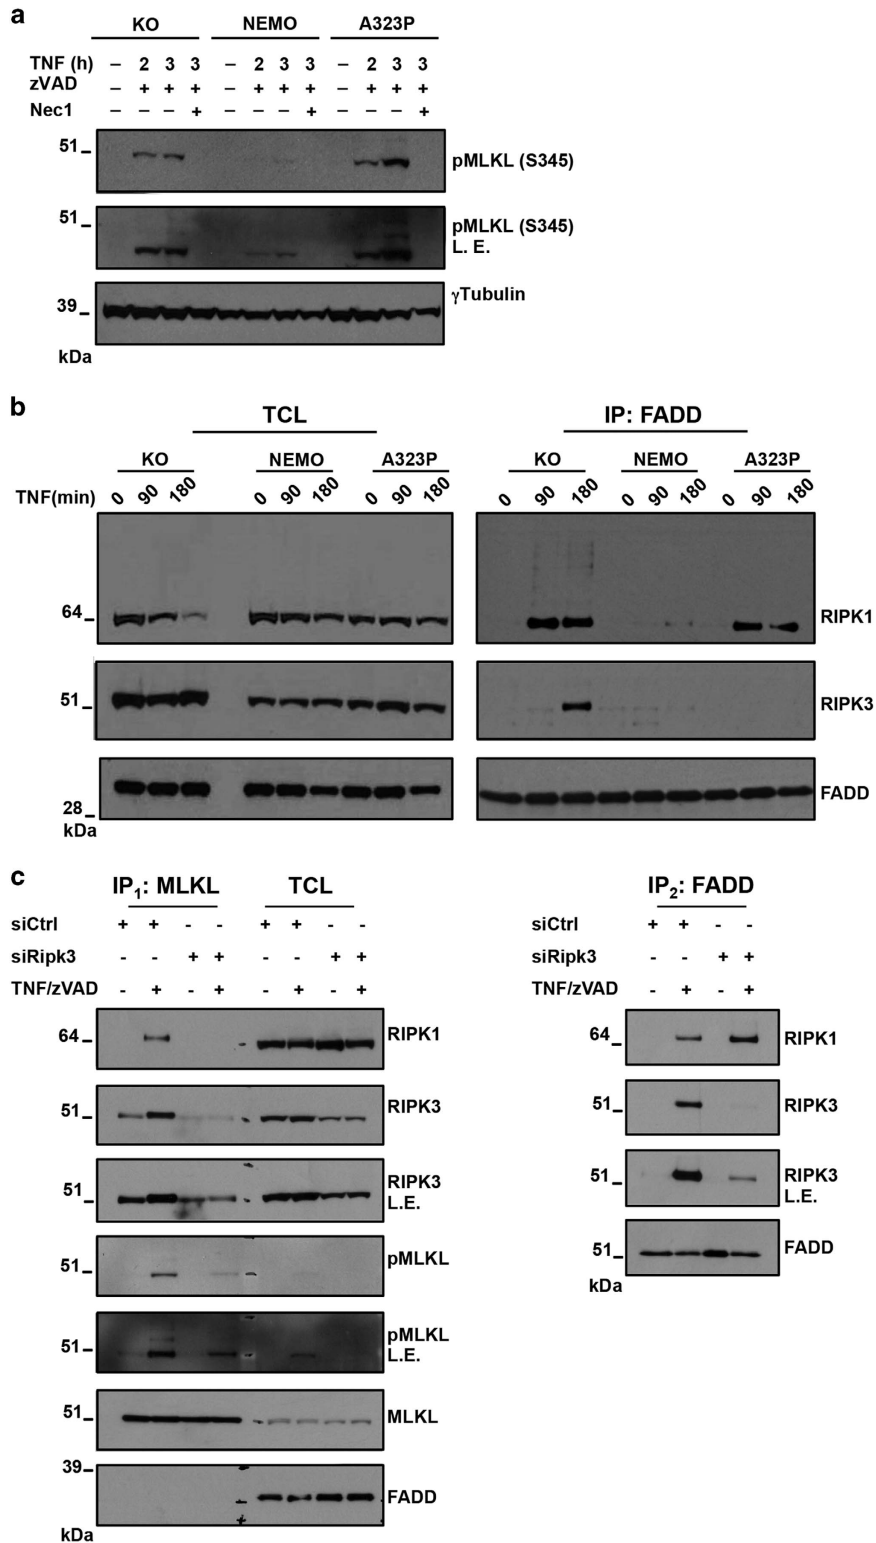 a
KO NEMO A323P
TNF (h) – 2 3 3 – 2 3 3 – 2 3 3
zVAD – + + + – + + + – + + +
Nec1 – – – + – – – + – – – +
51 pMLKL (S345)
51 pMLKL (S345)
L. E.
39 γTubulin
kDa
b
TCL IP: FADD
KO NEMO A323P KO NEMO A323P
TNF(min) 0 90 180 0 90 180 0 90 180 0 90 180 0 90 180 0 90 180
64 RIPK1
51 RIPK3
28 FADD
kDa
c
IP1: MLKL TCL IP2: FADD
siCtrl + + - - + + - - siCtrl + + - -
siRipk3 - - + + - - + + siRipk3 - - + +
TNF/zVAD - + - + - + - + TNF/zVAD - + - +
64 RIPK1 64 RIPK1
51 RIPK3 51 RIPK3
51 RIPK3 51 RIPK3
L.E. L.E.
51 pMLKL 51 FADD
kDa
51 pMLKL
L.E.
51 MLKL
39 FADD
kDa